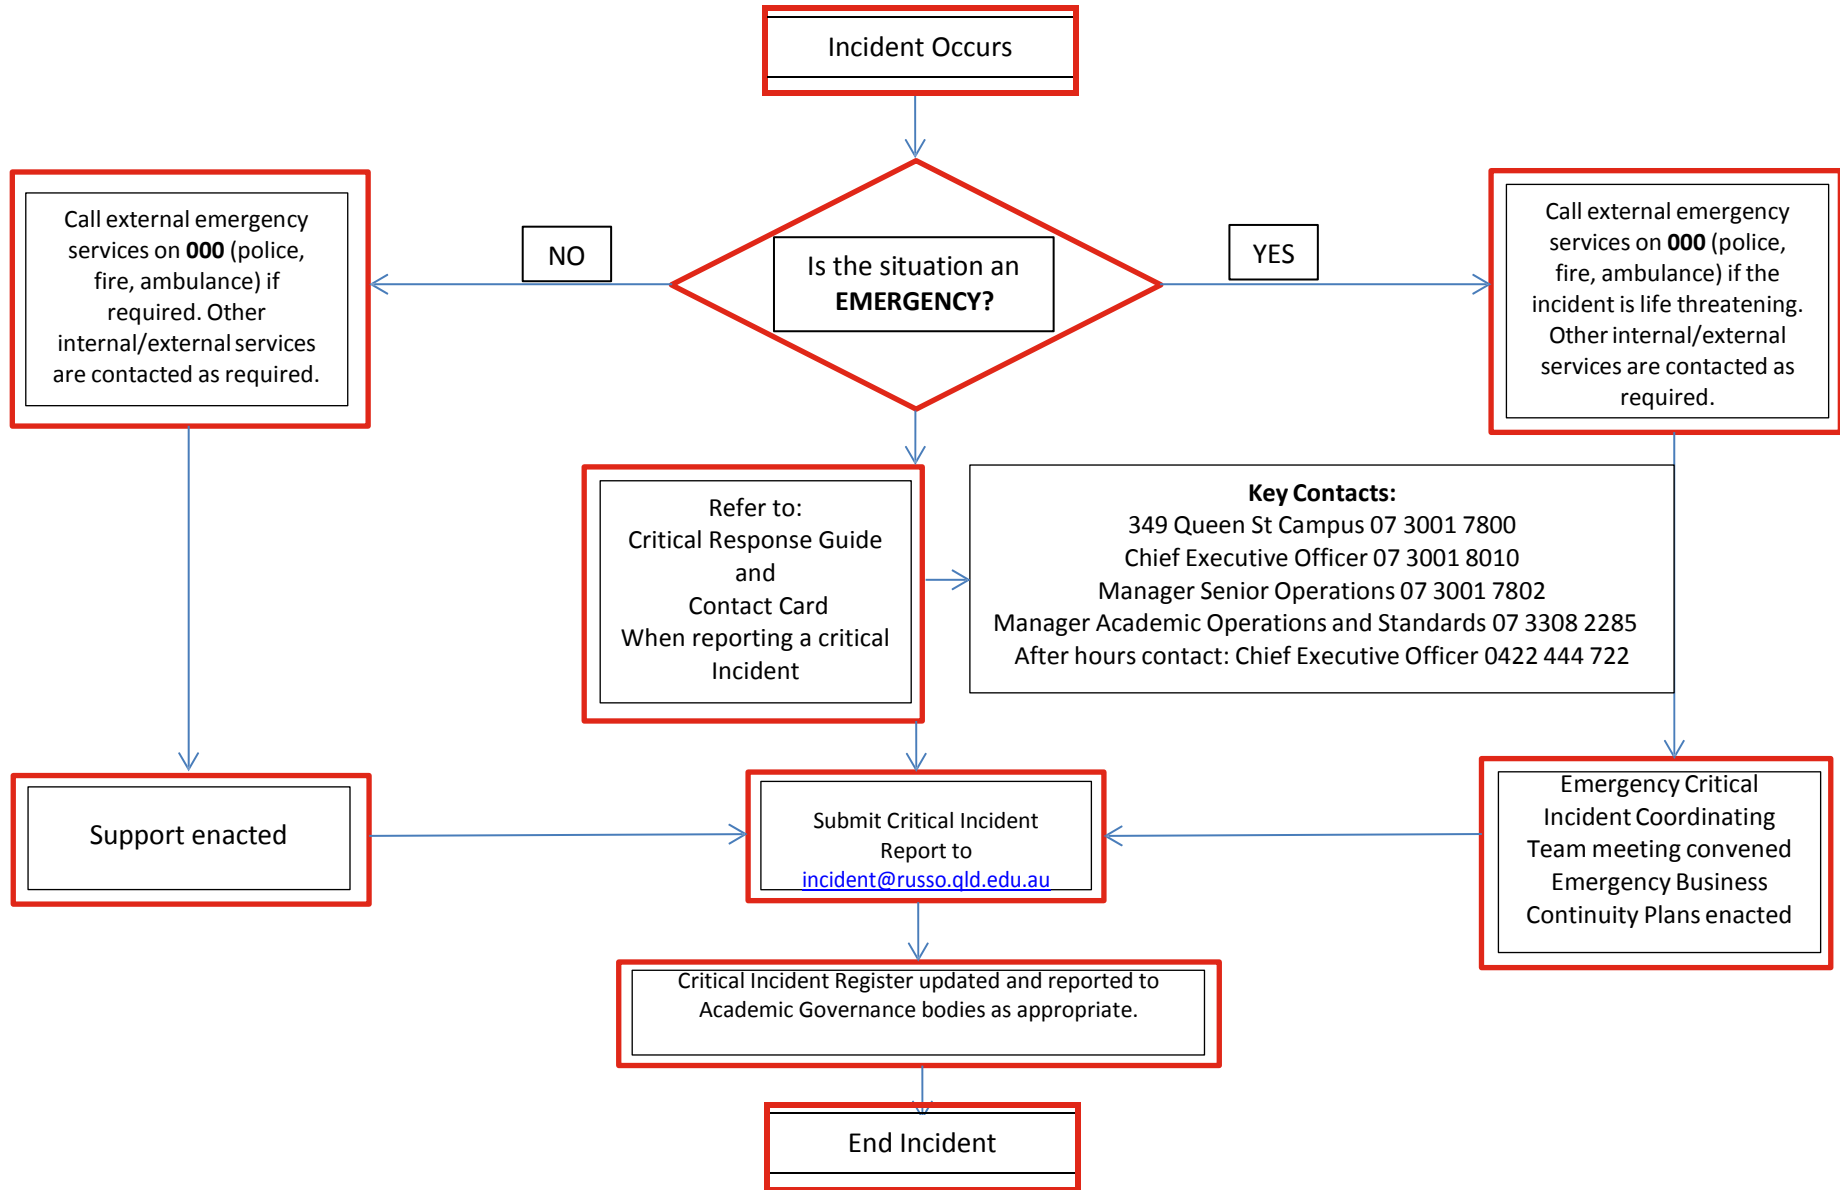 Incident Occurs
Call external emergency
services on 000 (police,
fire, ambulance) if
required. Other
internal/external services
are contacted as required.
NO
Is the situation an
EMERGENCY?
YES
Call external emergency
services on 000 (police,
fire, ambulance) if the
incident is life threatening.
Other internal/external
services are contacted as
required.
Refer to:
Critical Response Guide
and
Contact Card
When reporting a critical
Incident
Key Contacts:
349 Queen St Campus 07 3001 7800
Chief Executive Officer 07 3001 8010
Manager Senior Operations 07 3001 7802
Manager Academic Operations and Standards 07 3308 2285
After hours contact: Chief Executive Officer 0422 444 722
Support enacted
Submit Critical Incident
Report to
incident@russo.qld.edu.au
Emergency Critical
Incident Coordinating
Team meeting convened
Emergency Business
Continuity Plans enacted
Critical Incident Register updated and reported to
Academic Governance bodies as appropriate.
End Incident